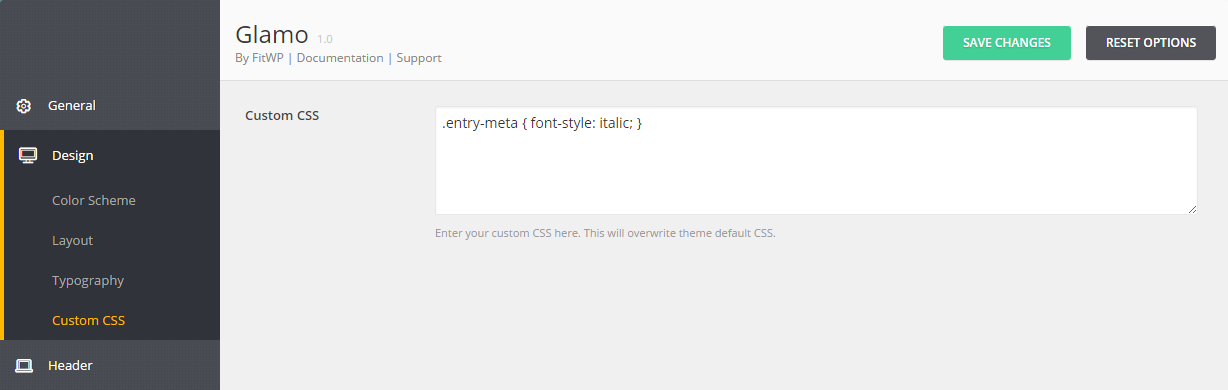 Glamo 1.0
By FitWP | Documentation | Support
SAVE CHANGES
RESET OPTIONS
General
Design
Color Scheme
Layout
Typography
Custom CSS
Header
Custom CSS
.entry-meta { font-style: italic; }
Enter your custom CSS here. This will overwrite theme default CSS.